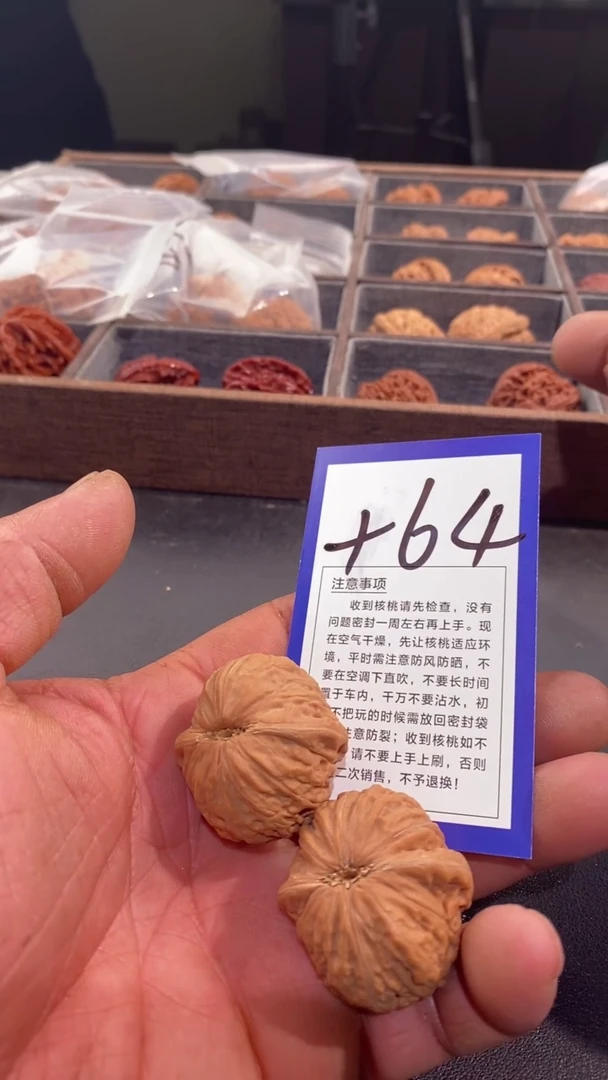 +64
注意事项
收到核桃请先检查，没有
问题密封一周左右再上手。现
在空气干燥，先让核桃适应环
境，平时需注意防风防晒，不
要在空调下直吹，不要长时间
置于车内，千万不要沾水，初
不把玩的时候需放回密封袋
注意防裂；收到核桃如不
请不要上手上刷，否则
二次销售，不予退换！